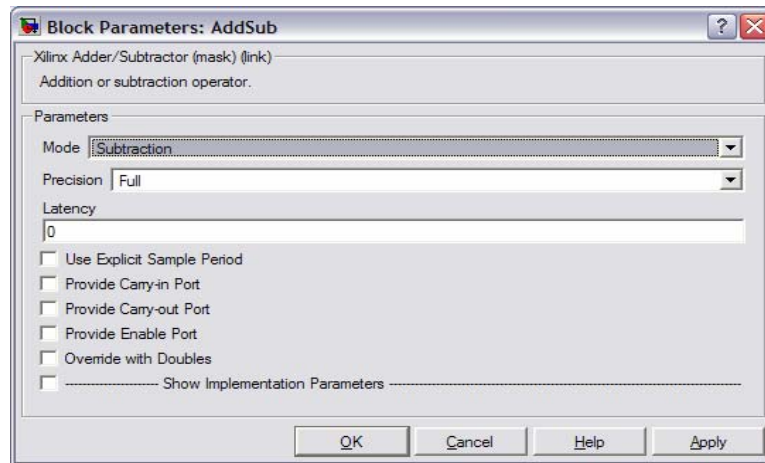 Block Parameters: AddSub
Xilinx Adder/Subtractor (mask) (link)
Addition or subtraction operator.
Parameters
Mode Subtraction
Precision Full
Latency
0
Use Explicit Sample Period
Provide Carry-in Port
Provide Carry-out Port
Provide Enable Port
Override with Doubles
---------------------- Show Implementation Parameters ----------------------
OK Cancel Help Apply